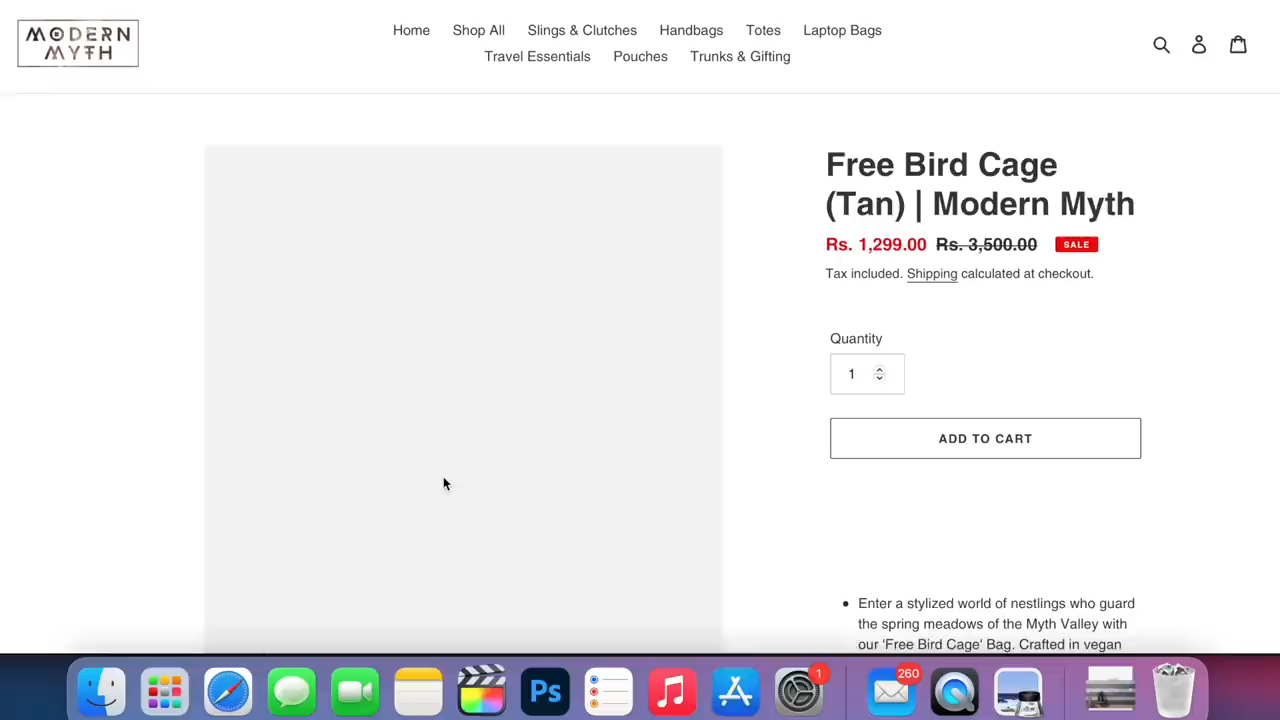 MODERN
MYTH
Home Shop All Slings & Clutches Handbags Totes Laptop Bags
Travel Essentials Pouches Trunks & Gifting
Free Bird Cage
(Tan) | Modern Myth
Rs. 1,299.00 Rs. 3,500.00 SALE
Tax included. Shipping calculated at checkout.
Quantity
1
ADD TO CART
• Enter a stylized world of nestlings who guard
the spring meadows of the Myth Valley with
our 'Free Bird Cage' Bag. Crafted in vegan
Ps
1
260